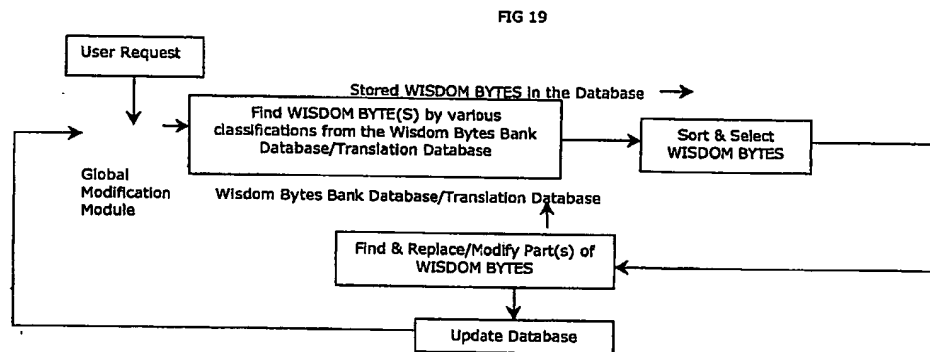 FIG 19
User Request
Stored WISDOM BYTES in the Database
Find WISDOM BYTE(S) by various
classifications from the Wisdom Bytes Bank
Database/Translation Database
Sort & Select
WISDOM BYTES
Global
Modification
Module
Wisdom Bytes Bank Database/Translation Database
Find & Replace/Modify Part(s) of
WISDOM BYTES
Update Database